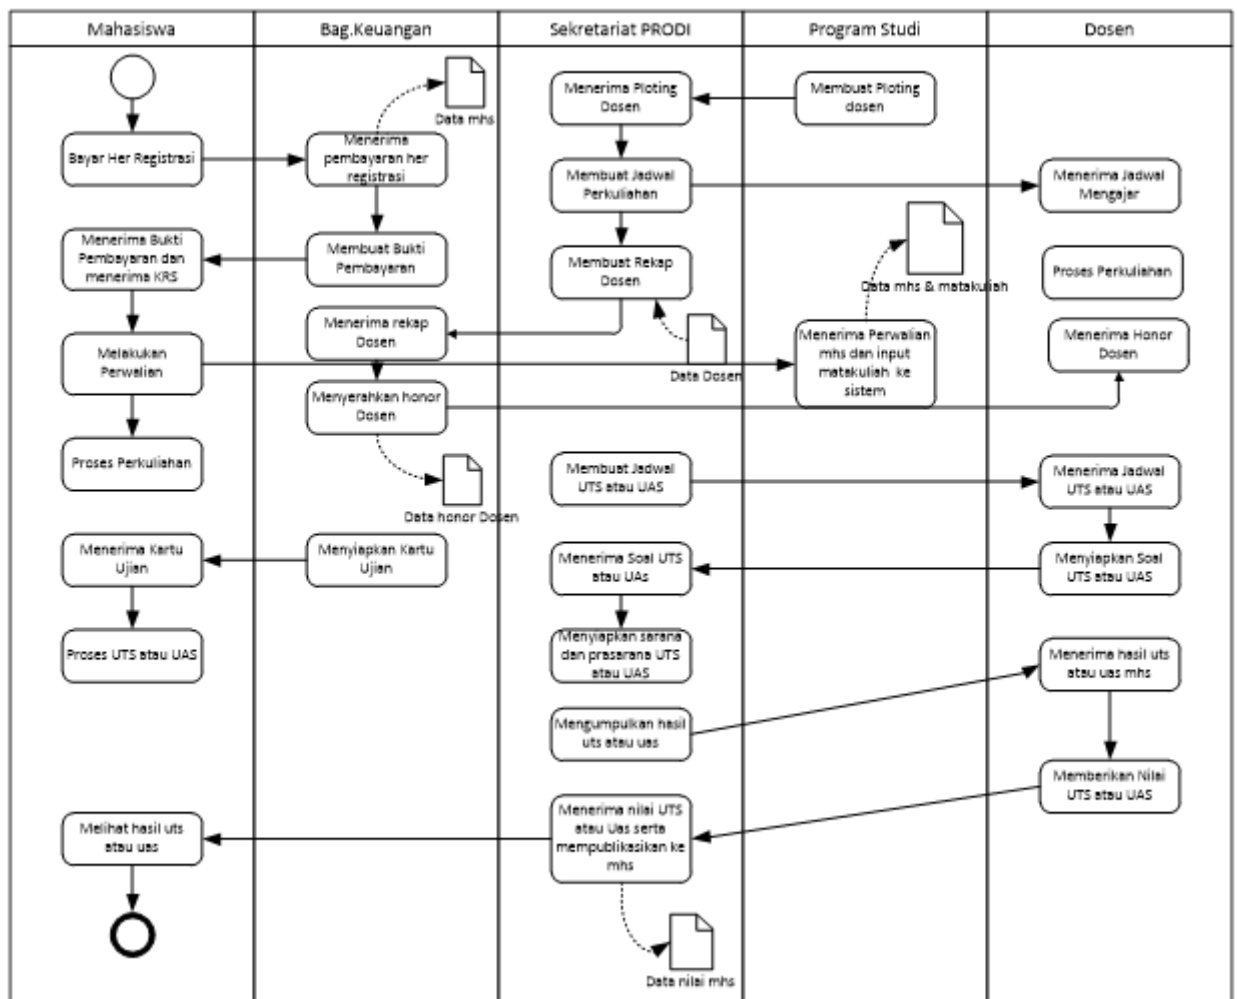 Mahasiswa
Bag.Keuangan
Sekretariat PRODI
Program Studi
Dosen
Data mhs
Menerima Ploting
Dosen
Membuat Ploting
dosen
Bayar Her Registrasi
Menerima
pembayaran her
registrasi
Membuat Jadwal
Perkuliahan
Menerima Jadwal
Mengajar
Menerima Bukti
Pembayaran dan
menerima KRS
Membuat Bukti
Pembayaran
Membuat Rekap
Dosen
Data mhs & matakuliah
Proses Perkuliahan
Menerima rekap
Dosen
Data Dosen
Menerima Perwalian
mhs dan input
matakuliah ke
sistem
Menerima Honor
Dosen
Melakukan
Perwalian
Menyerahkan honor
Dosen
Proses Perkuliahan
Data honor Dosen
Membuat Jadwal
UTS atau UAS
Menerima Jadwal
UTS atau UAS
Menerima Kartu
Ujian
Menyiapkan Kartu
Ujian
Menerima Soal UTS
atau UAs
Menyiapkan Soal
UTS atau UAS
Proses UTS atau UAS
Menyiapkan sarana
dan prasarana UTS
atau UAS
Menerima hasil uts
atau uas mhs
Mengumpulkan hasil
uts atau uas
Memberikan Nilai
UTS atau UAS
Melihat hasil uts
atau uas
Menerima nilai UTS
atau Uas serta
mempublikasikan ke
mhs
Data nilai mhs